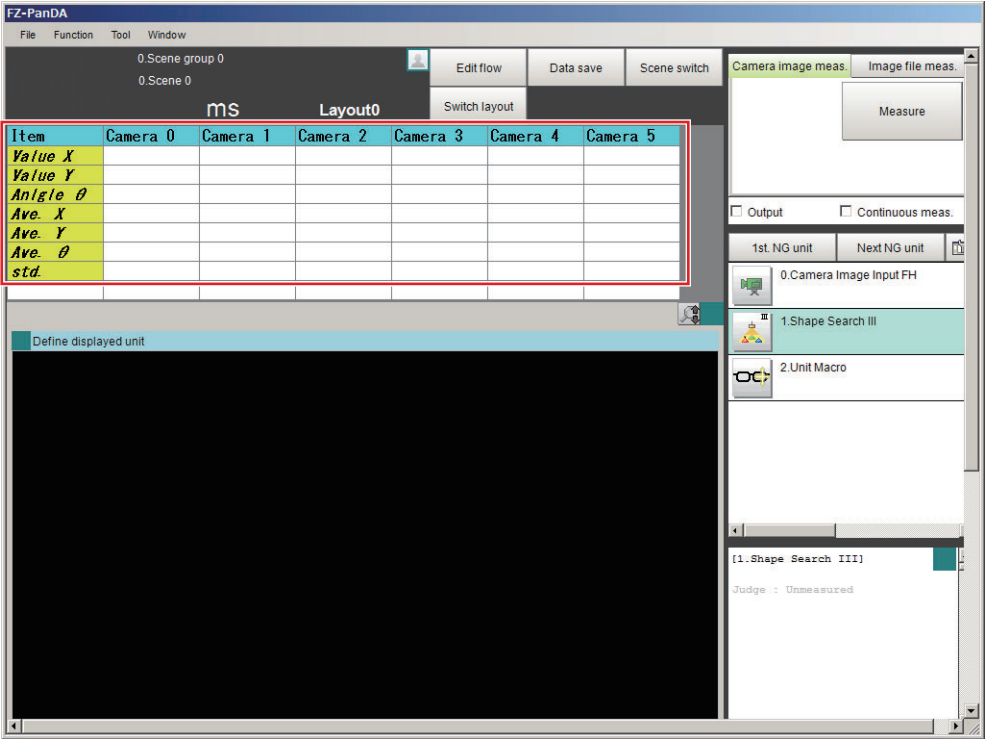 FZ-PanDA
File Function Tool Window
0.Scene group 0
0.Scene 0
ms Layout0
Edit flow Data save Scene switch
Switch layout
Camera image meas. Image file meas.
Measure
Item Camera 0 Camera 1 Camera 2 Camera 3 Camera 4 Camera 5
Value X
Value Y
Anlgle θ
Ave. X
Ave. Y
Ave. θ
std.
Output Continuous meas.
1st. NG unit Next NG unit
0.Camera Image Input FH
III
1.Shape Search III
2.Unit Macro
Define displayed unit
[1.Shape Search III]
Judge : Unmeasured